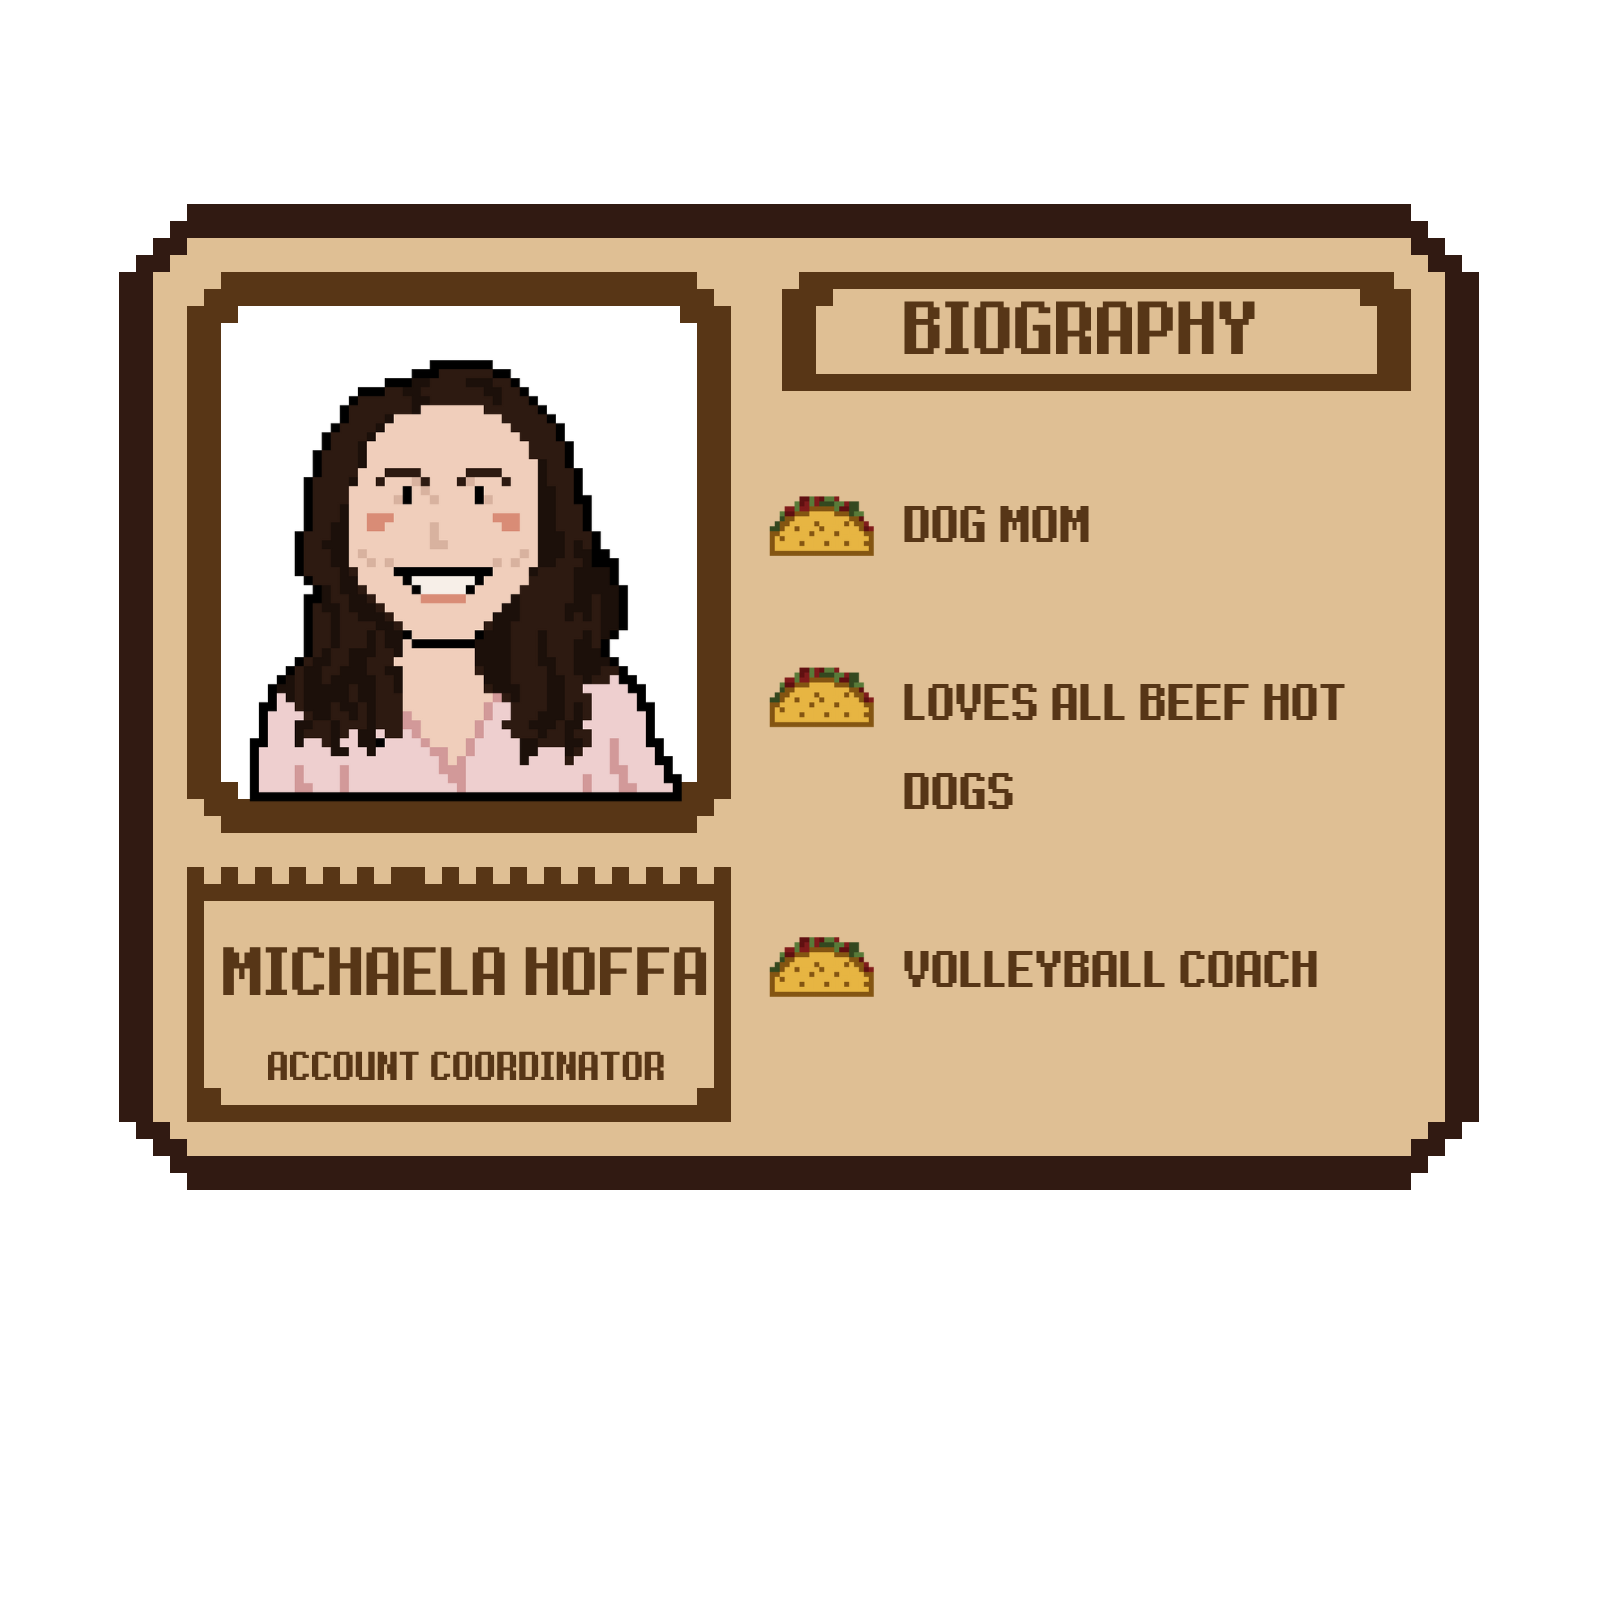 BIOGRAPHY
DOG MOM
LOVES ALL BEEF HOT
DOGS
VOLLEYBALL COACH
MICHAELA HOFFA
ACCOUNT COORDINATOR